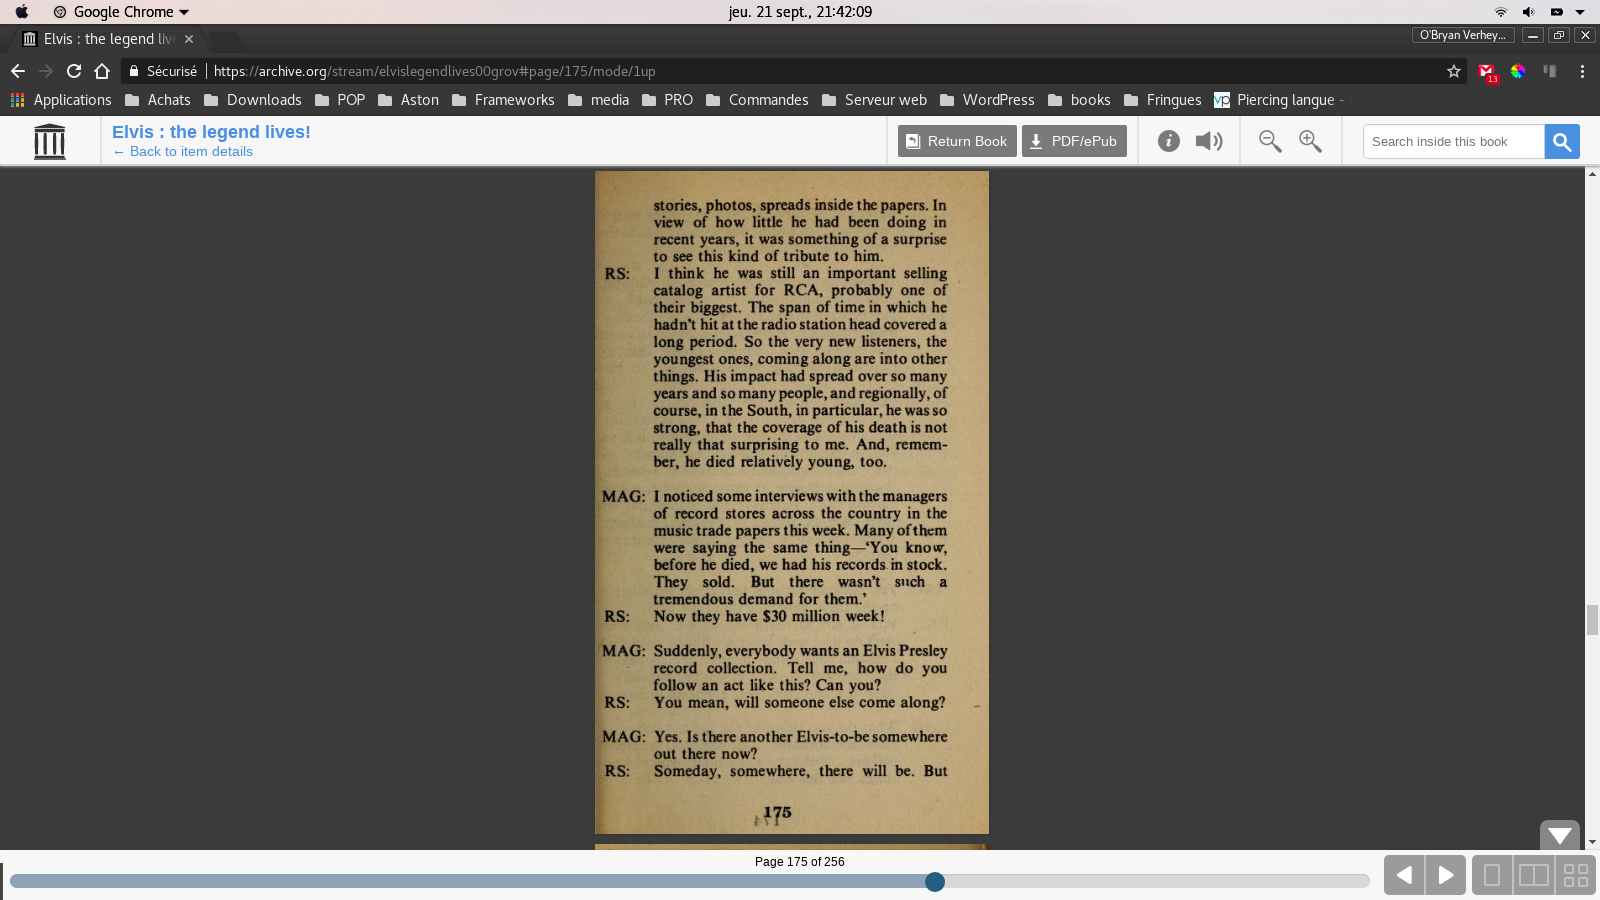 Google Chrome
jeu. 21 sept., 21:42:09
Elvis : the legend live
O'Bryan Verhey...
Sécurisé
https://archive.org/stream/elvislegendlives00grov#page/175/mode/1up
13
Applications Achats Downloads POP Aston Frameworks media PRO Commandes Serveur web WordPress books Fringues vp Piercing langue -
Elvis : the legend lives!
← Back to item details
Return Book
PDF/ePub
Search inside this book
stories, photos, spreads inside the papers. In
view of how little he had been doing in
recent years, it was something of a surprise
to see this kind of tribute to him.
RS: I think he was still an important selling
catalog artist for RCA, probably one of
their biggest. The span of time in which he
hadn't hit at the radio station head covered a
long period. So the very new listeners, the
youngest ones, coming along are into other
things. His impact had spread over so many
years and so many people, and regionally, of
course, in the South, in particular, he was so
strong, that the coverage of his death is not
really that surprising to me. And, remem-
ber, he died relatively young, too.
MAG: I noticed some interviews with the managers
of record stores across the country in the
music trade papers this week. Many of them
were saying the same thing—'You know,
before he died, we had his records in stock.
They sold. But there wasn't such a
tremendous demand for them.'
RS: Now they have $30 million week!
MAG: Suddenly, everybody wants an Elvis Presley
record collection. Tell me, how do you
follow an act like this? Can you?
RS: You mean, will someone else come along?
MAG: Yes. Is there another Elvis-to-be somewhere
out there now?
RS: Someday, somewhere, there will be. But
175
Page 175 of 256